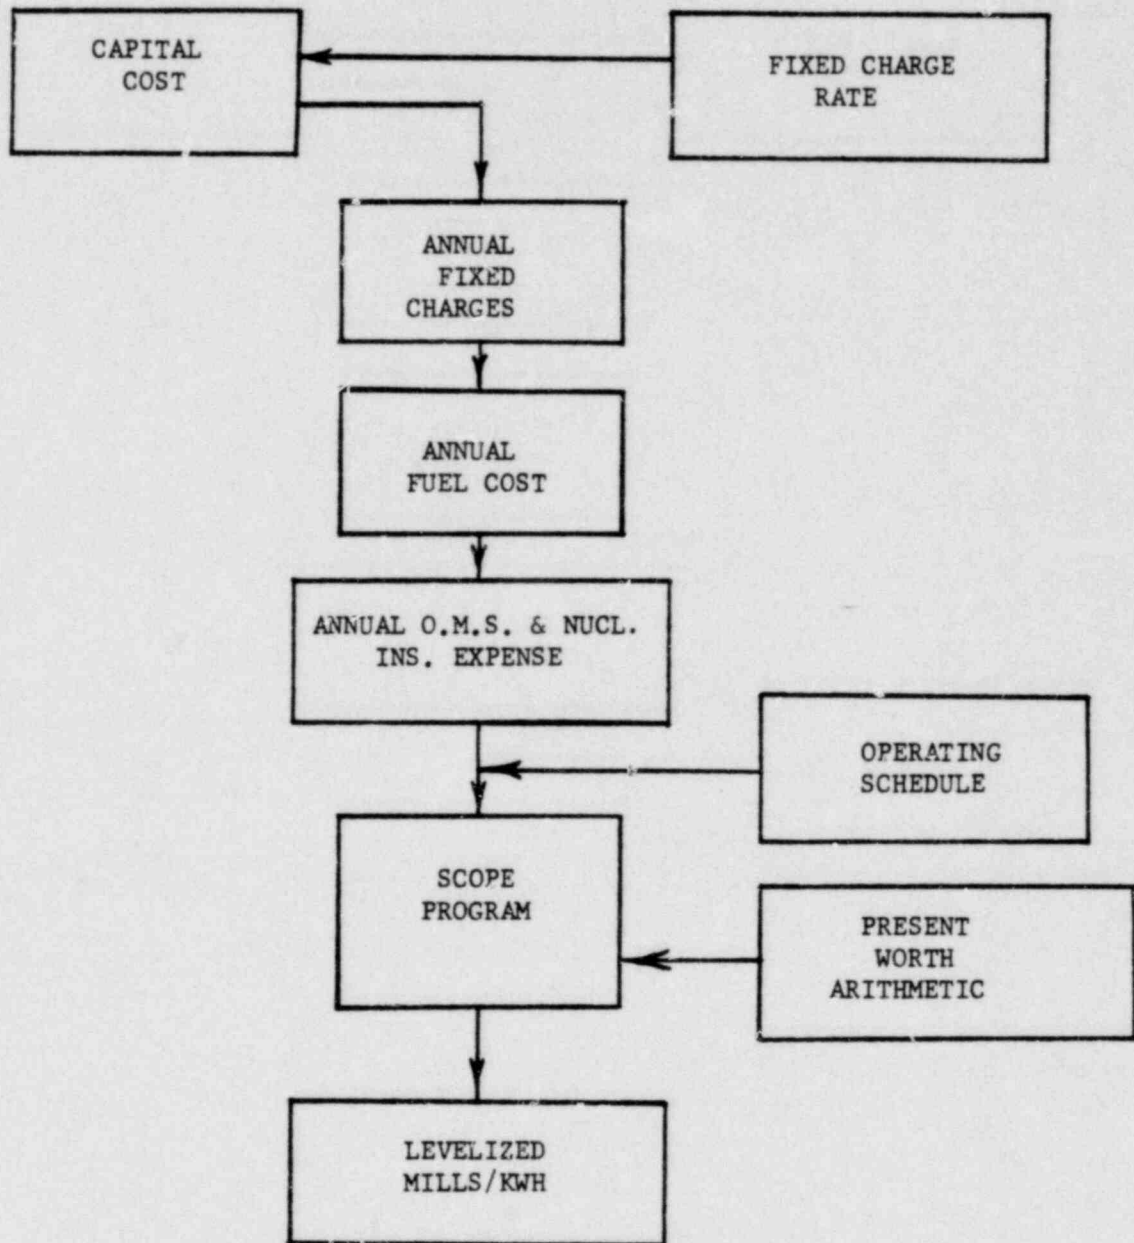 CAPITAL
COST
FIXED CHARGE
RATE
ANNUAL
FIXED
CHARGES
ANNUAL
FUEL COST
ANNUAL O.M.S. & NUCL.
INS. EXPENSE
OPERATING
SCHEDULE
SCOPE
PROGRAM
PRESENT
WORTH
ARITHMETIC
LEVELIZED
MILLS/KWH